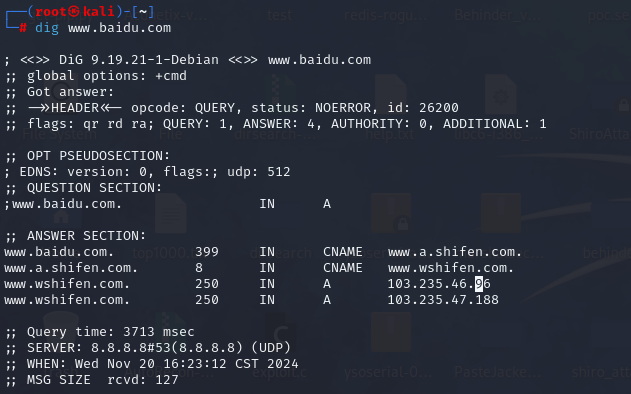 ┌──(root㉿kali)-[~]
└─# dig www.baidu.com

; <<>> DiG 9.19.21-1-Debian <<>> www.baidu.com
;; global options: +cmd
;; Got answer:
;; ->>HEADER<<- opcode: QUERY, status: NOERROR, id: 26200
;; flags: qr rd ra; QUERY: 1, ANSWER: 4, AUTHORITY: 0, ADDITIONAL: 1

;; OPT PSEUDOSECTION:
; EDNS: version: 0, flags:; udp: 512
;; QUESTION SECTION:
;www.baidu.com.                 IN      A

;; ANSWER SECTION:
www.baidu.com.          399     IN      CNAME   www.a.shifen.com.
www.a.shifen.com.       8       IN      CNAME   www.wshifen.com.
www.wshifen.com.        250     IN      A       103.235.46.96
www.wshifen.com.        250     IN      A       103.235.47.188

;; Query time: 3713 msec
;; SERVER: 8.8.8.8#53(8.8.8.8) (UDP)
;; WHEN: Wed Nov 20 16:23:12 CST 2024
;; MSG SIZE  rcvd: 127